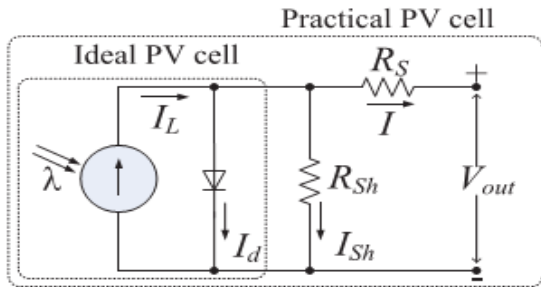 Practical PV cell
Ideal PV cell
R_S
+
I_L
I
λ
R_Sh
V_out
I_d
I_Sh
-